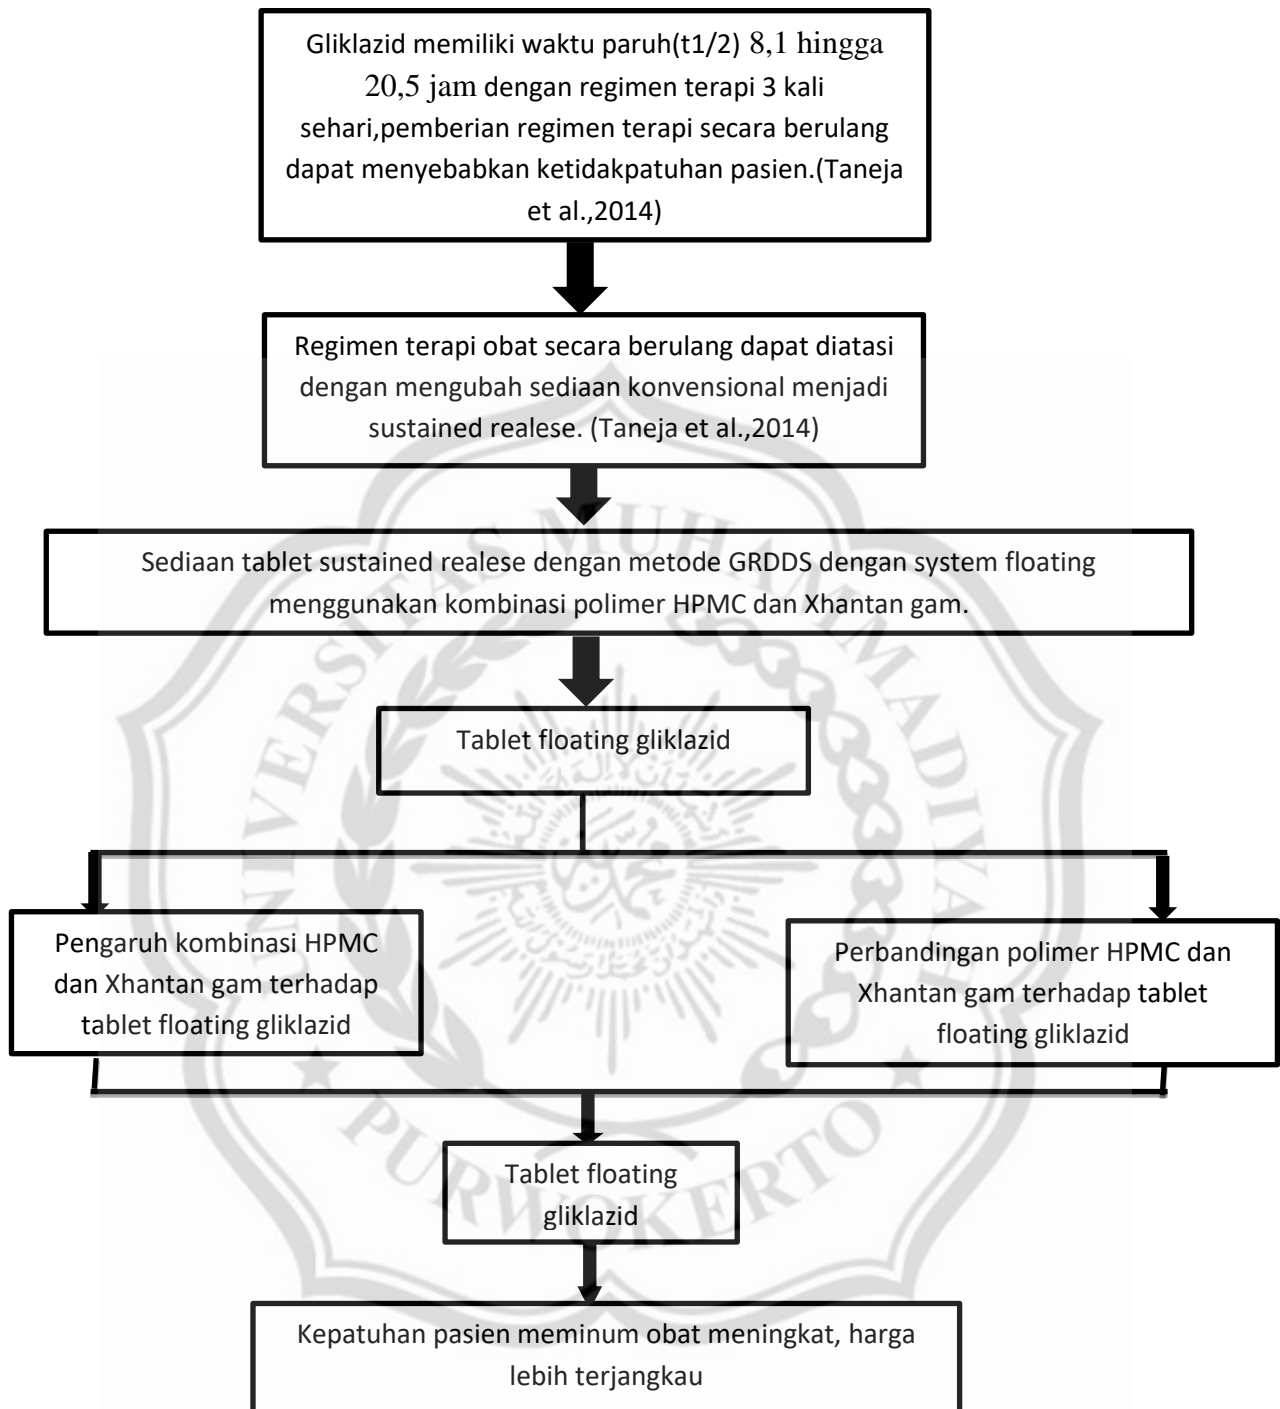 Gliklazid memiliki waktu paruh(t1/2) 8,1 hingga
20,5 jam dengan regimen terapi 3 kali
sehari,pemberian regimen terapi secara berulang
dapat menyebabkan ketidakpatuhan pasien.(Taneja
et al.,2014)
Regimen terapi obat secara berulang dapat diatasi
dengan mengubah sediaan konvensional menjadi
sustained realese. (Taneja et al.,2014)
Sediaan tablet sustained realese dengan metode GRDDS dengan system floating
menggunakan kombinasi polimer HPMC dan Xhantan gam.
Tablet floating gliklazid
Pengaruh kombinasi HPMC
dan Xhantan gam terhadap
tablet floating gliklazid
Perbandingan polimer HPMC dan
Xhantan gam terhadap tablet
floating gliklazid
Tablet floating
gliklazid
Kepatuhan pasien meminum obat meningkat, harga
lebih terjangkau
UNIVERSITAS MUHAMMADIYAH
PURWOKERTO